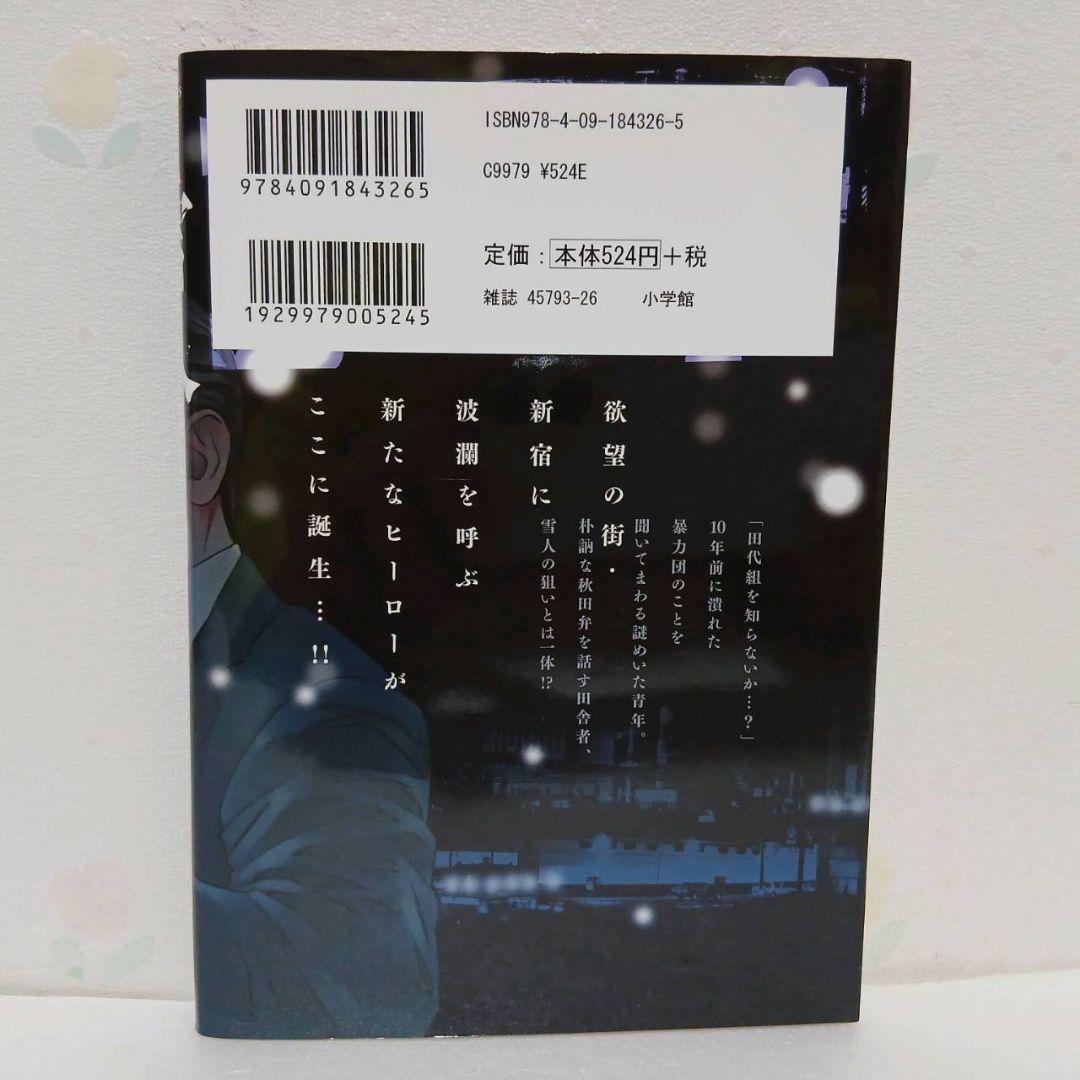 ISBN978-4-09-184326-5
9784091843265
C9979 ¥524E
定価：本体524円＋税
1929979005245
雑誌 45793-26 小学館
「田代組を知らないか…？」
10年前に潰れた
暴力団のことを
聞いてまわる謎めいた青年。
朴訥な秋田弁を話す田舎者、
雪人の狙いとは一体!?
欲望の街・
新宿に
波瀾を呼ぶ
新たなヒーローが
ここに誕生…!!